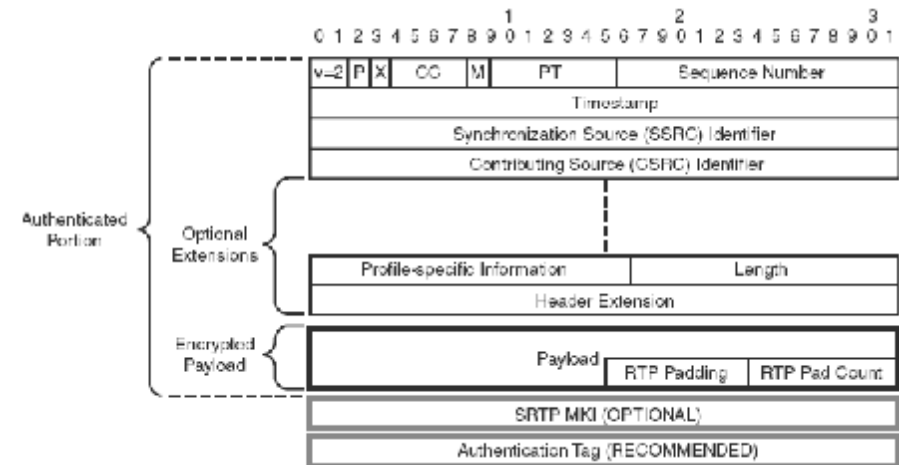 1 2 3
0 1 2 3 4 5 6 7 8 9 0 1 2 3 4 5 6 7 9 0 1 2 3 4 5 6 7 8 9 0 1
v=2 P X CC M PT Sequence Number
Timestamp
Synchronization Source (SSRC) Identifier
Contributing Source (CSRC) Identifier
Authenticated
Portion
Optional
Extensions
Profile-specific Information Length
Header Extension
Encrypted
Payload
Payload
RTP Padding RTP Pad Count
SRTP MKI (OPTIONAL)
Authentication Tag (RECOMMENDED)